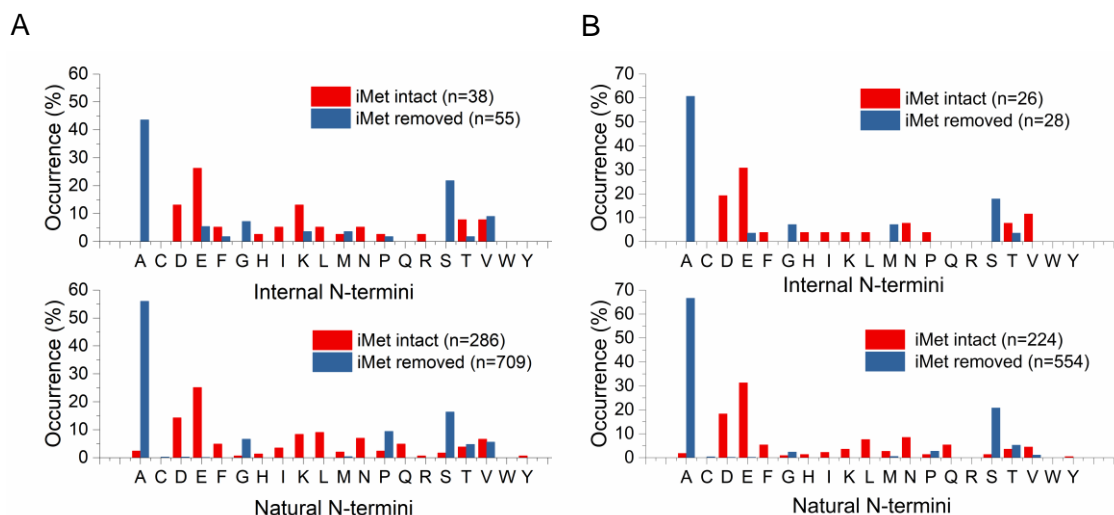 A
60
50
40
30
20
10
0
Occurrence (%)
iMet intact (n=38)
iMet removed (n=55)
A C D E F G H I K L M N P Q R S T V W Y
Internal N-termini
60
50
40
30
20
10
0
Occurrence (%)
iMet intact (n=286)
iMet removed (n=709)
A C D E F G H I K L M N P Q R S T V W Y
Natural N-termini
B
70
60
50
40
30
20
10
0
Occurrence (%)
iMet intact (n=26)
iMet removed (n=28)
A C D E F G H I K L M N P Q R S T V W Y
Internal N-termini
70
60
50
40
30
20
10
0
Occurrence (%)
iMet intact (n=224)
iMet removed (n=554)
A C D E F G H I K L M N P Q R S T V W Y
Natural N-termini